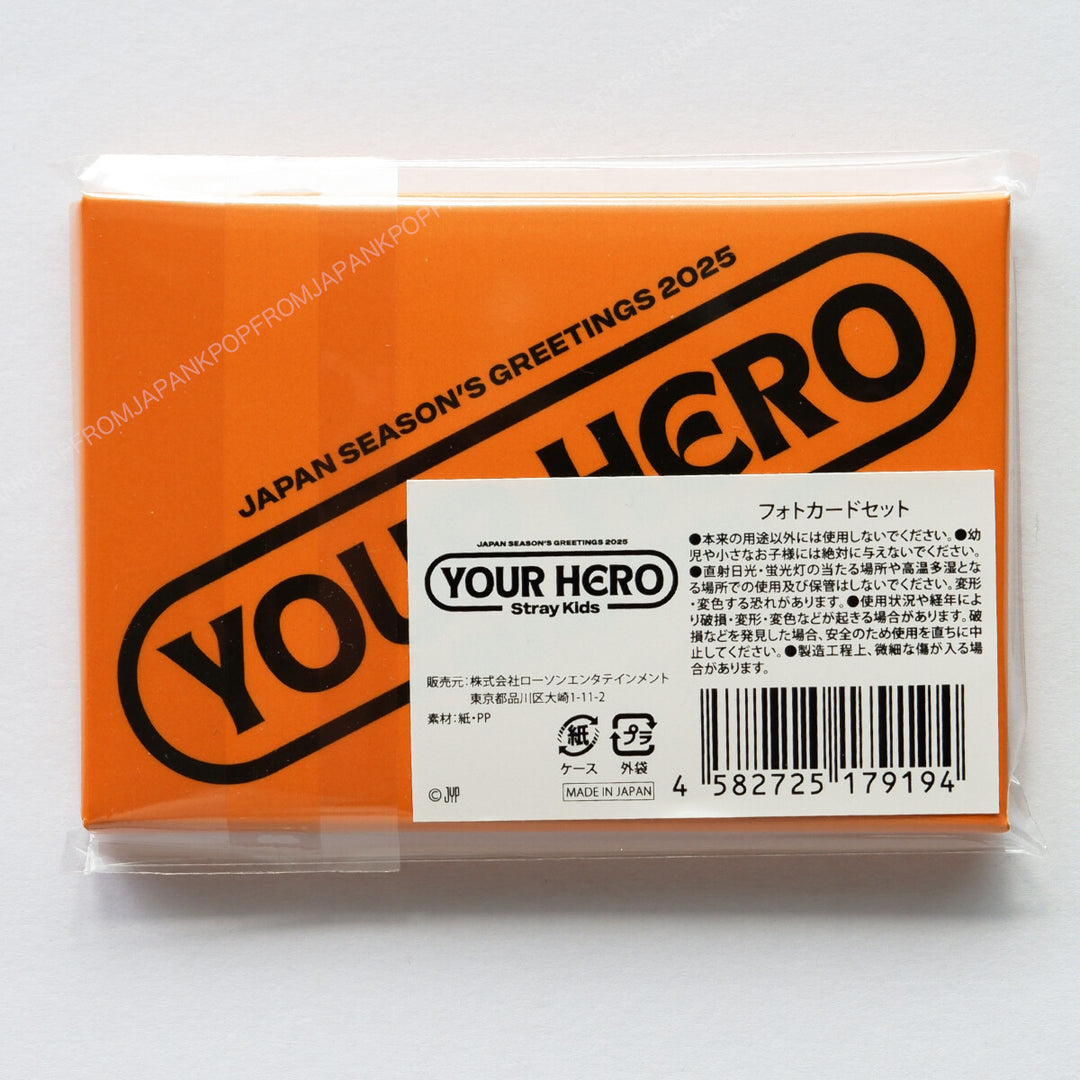 FROMJAPANKPOPFROMJAPANKPOPF
JAPAN SEASON'S GREETINGS 2025
YOUR HERO
フォトカードセット
●本来の用途以外には使用しないでください。●幼
児や小さなお子様には絶対に与えないでください。
●直射日光・蛍光灯の当たる場所や高温多湿とな
る場所での使用及び保管はしないでください。変形
・変色する恐れがあります。●使用状況や経年によ
り破損・変形・変色などが起きる場合があります。破
損などを発見した場合、安全のため使用を直ちに中
止してください。●製造工程上、微細な傷が入る場
合があります。
JAPAN SEASON'S GREETINGS 2025
YOUR HERO
Stray Kids
販売元：株式会社ローソンエンタテインメント
東京都品川区大崎1-11-2
素材：紙・PP
紙 プラ
ケース 外袋
©JYP
MADE IN JAPAN
4 582725 179194